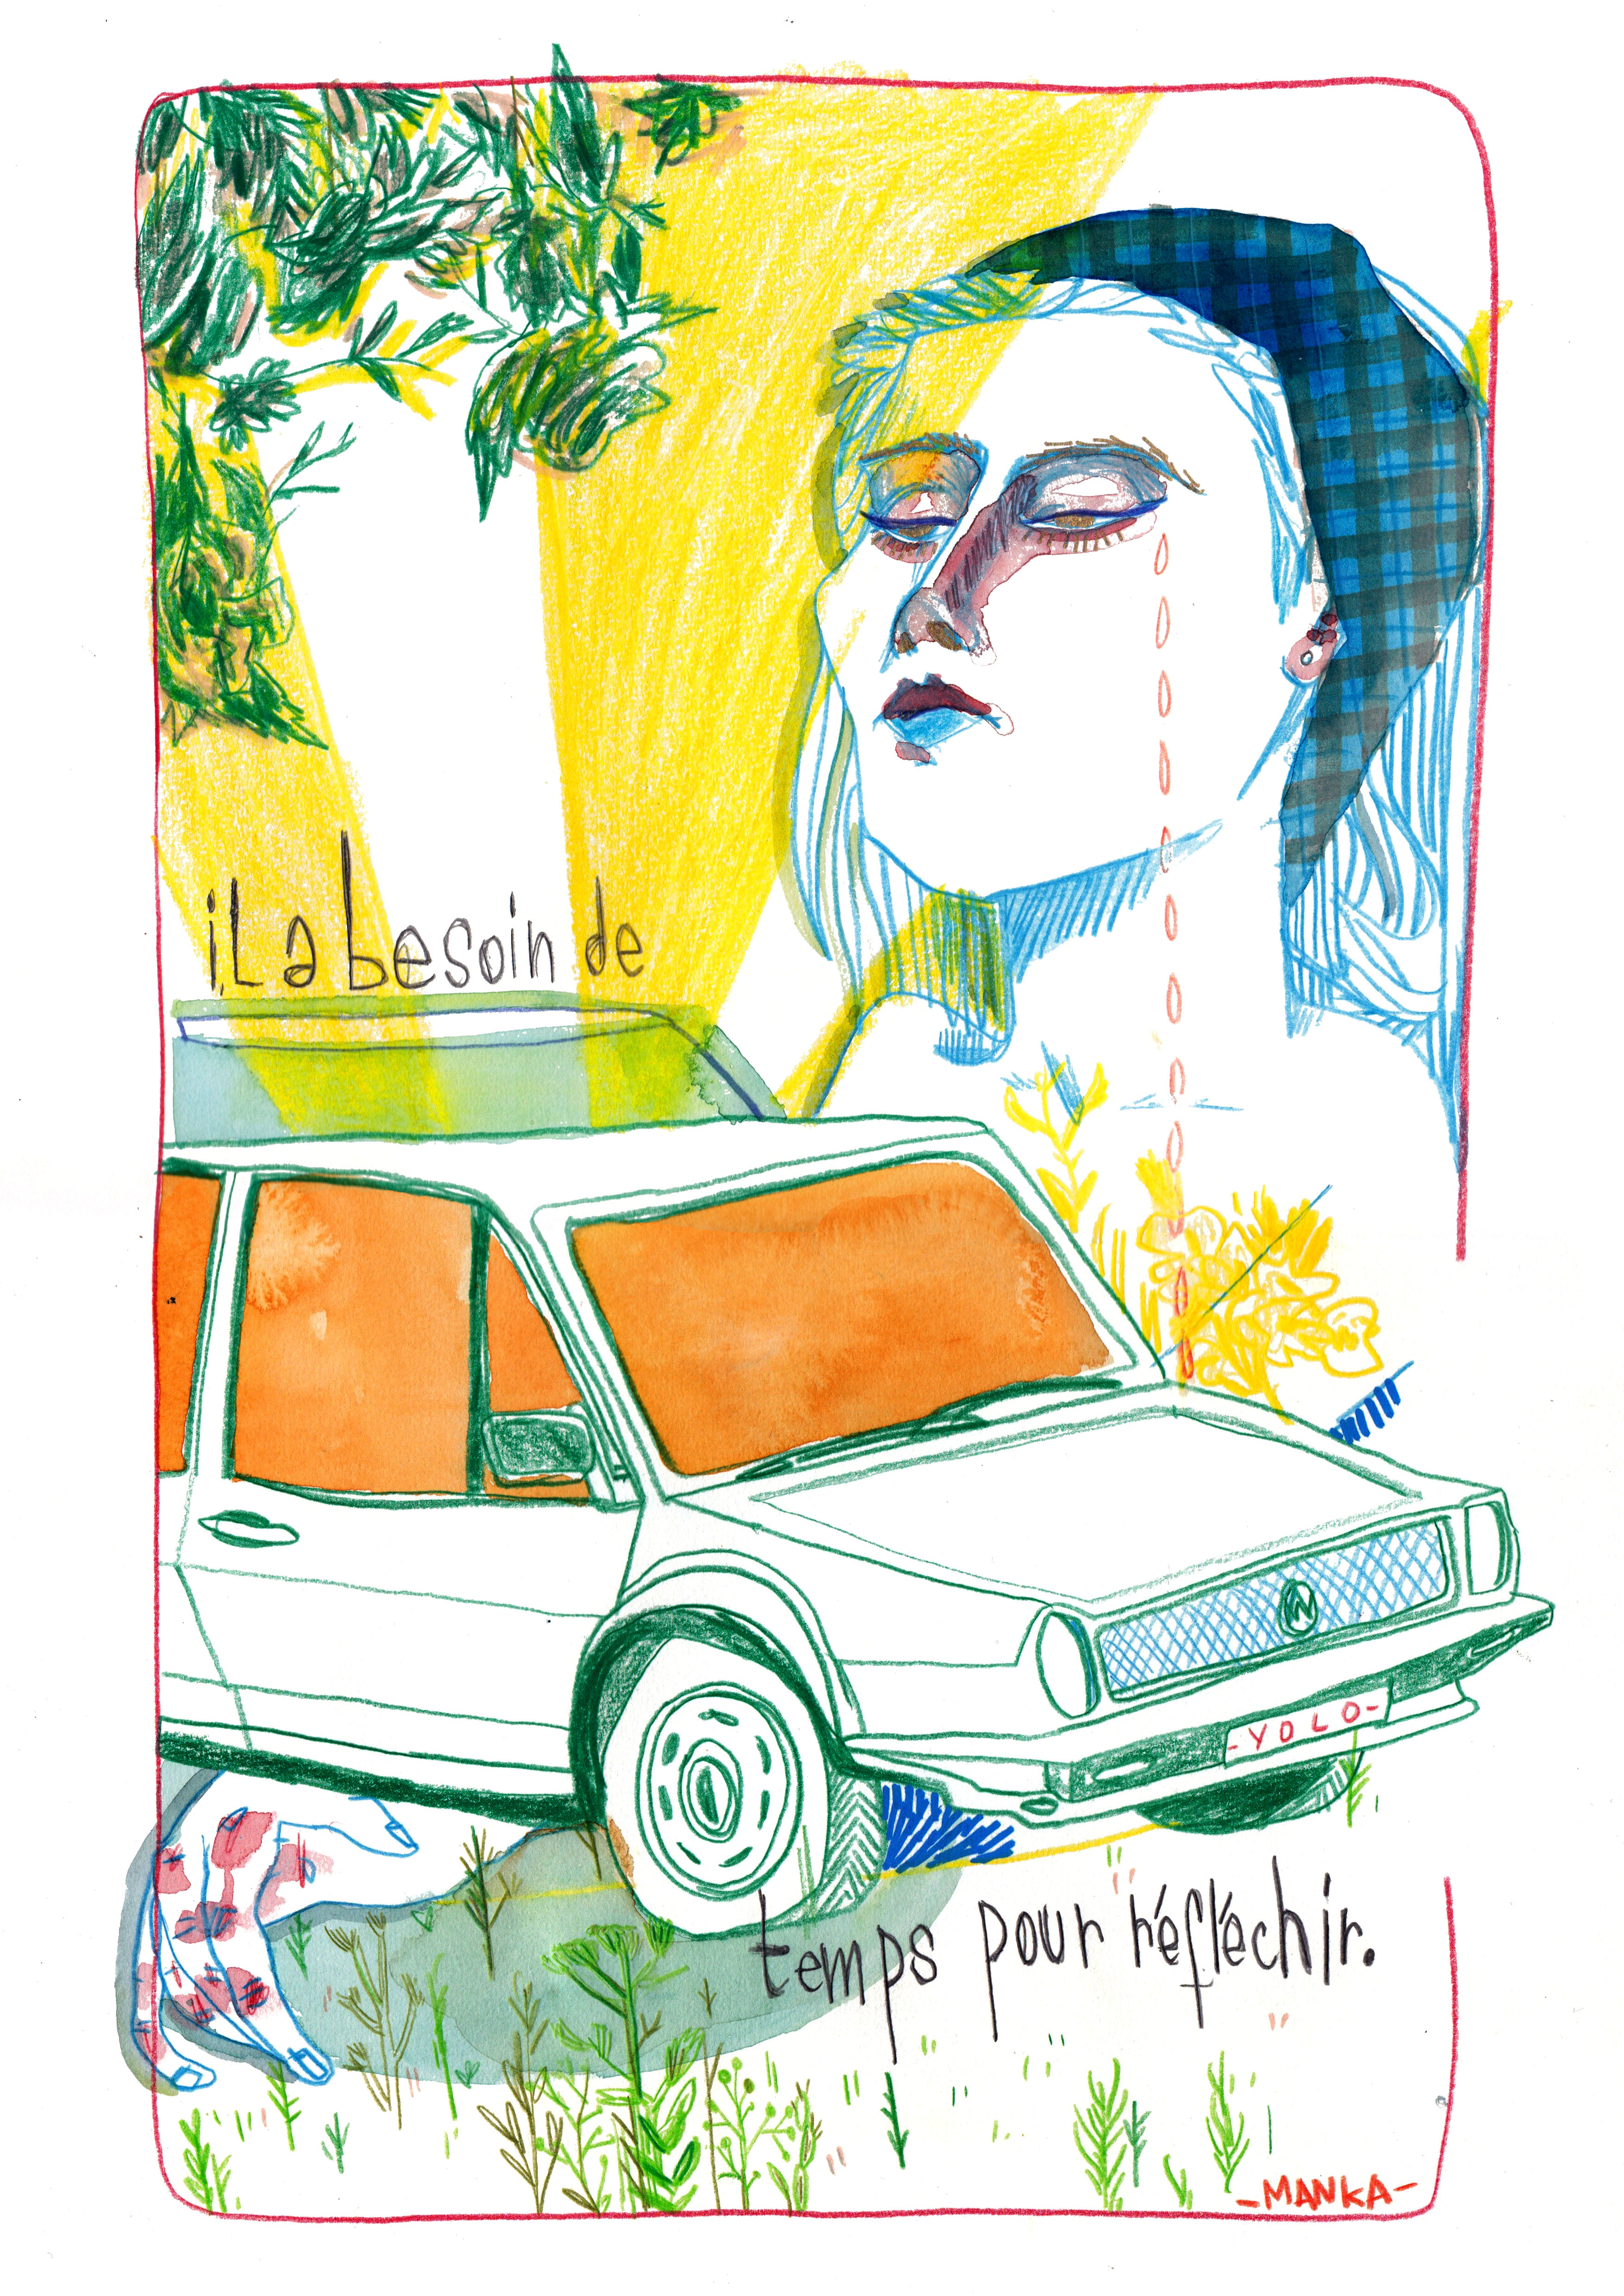 iL a besoin de
-YOLO-
temps pour réfléchir.
-MANKA-